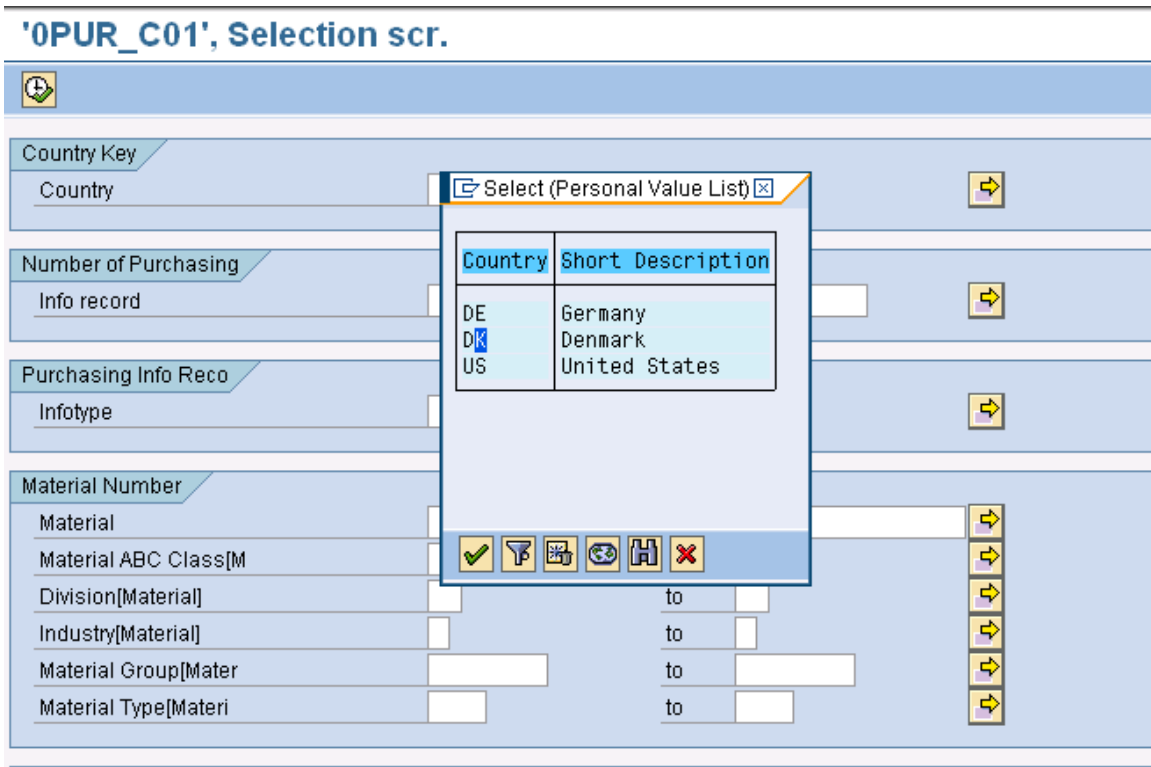 '0PUR_C01', Selection scr.
Country Key
Country
Select (Personal Value List)
Country Short Description
DE Germany
DK Denmark
US United States
Number of Purchasing
Info record
Purchasing Info Reco
Infotype
Material Number
Material
Material ABC Class[M
Division[Material] to
Industry[Material] to
Material Group[Mater to
Material Type[Materi to